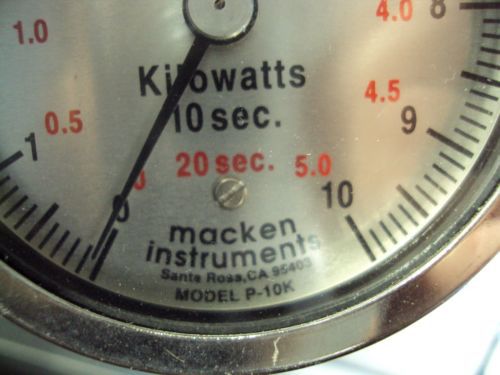 4.0 8
1.0
Kilowatts
4.5
10 sec.
0.5 9
1
20 sec. 5.0
0 10
0
macken
instruments
Santa Rosa, CA 95403
MODEL P-10K